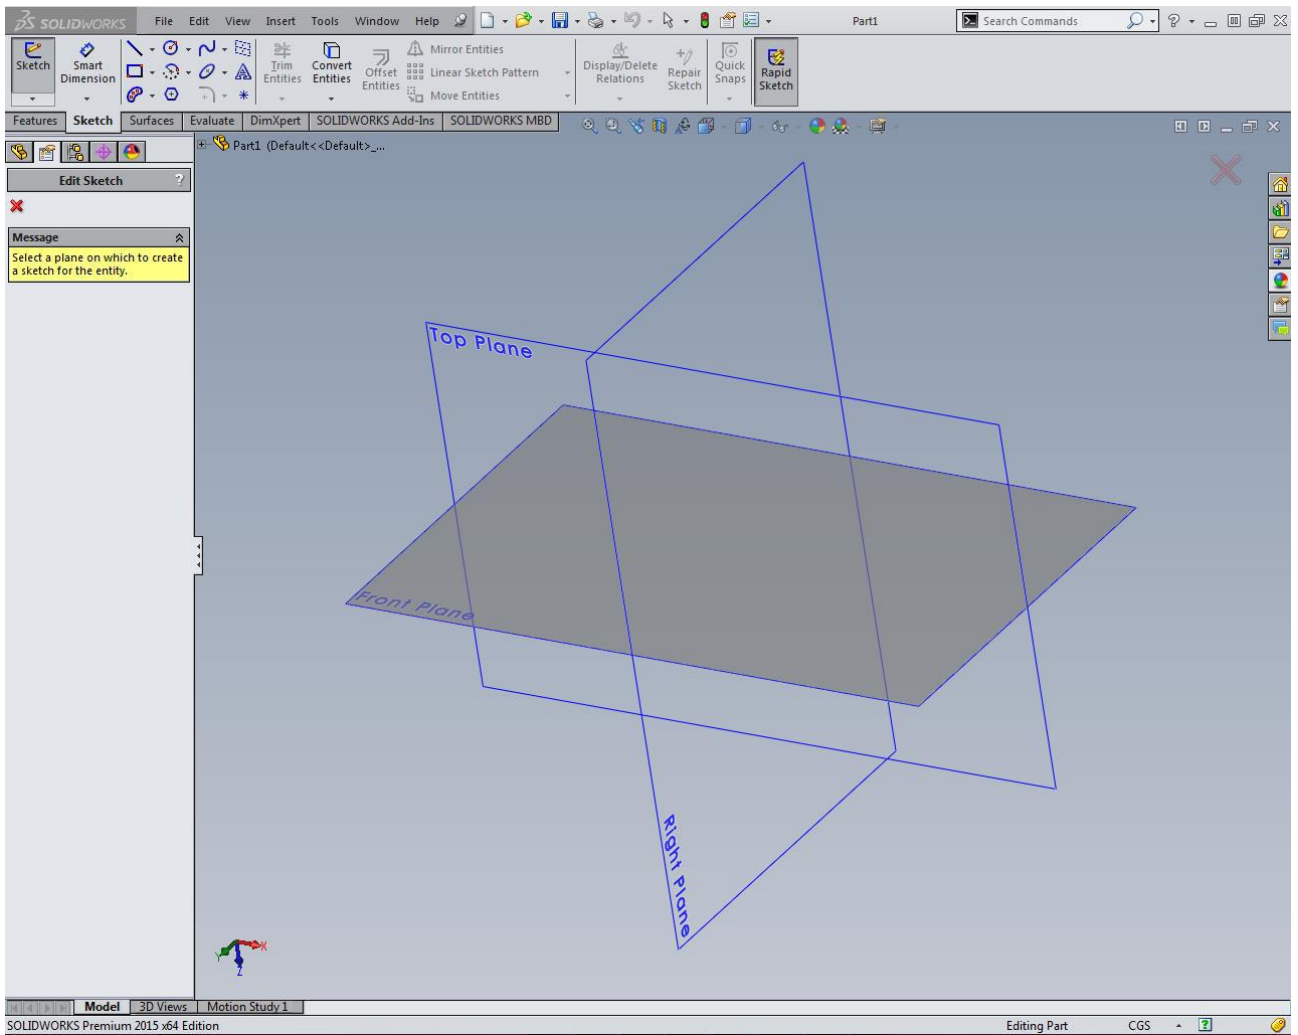 SOLIDWORKS File Edit View Insert Tools Window Help Part1 Search Commands ?
Sketch Smart Dimension Trim Entities Convert Entities Offset Entities Mirror Entities Display/Delete Relations Repair Sketch Quick Snaps Rapid Sketch
Linear Sketch Pattern
Move Entities
Features Sketch Surfaces Evaluate DimXpert SOLIDWORKS Add-Ins SOLIDWORKS MBD
Part1 (Default<<Default>_...
Edit Sketch ?
Message
Select a plane on which to create
a sketch for the entity.
Top Plane
Front Plane
Right Plane
X
Y
Z
Model 3D Views Motion Study 1
SOLIDWORKS Premium 2015 x64 Edition Editing Part CGS ?